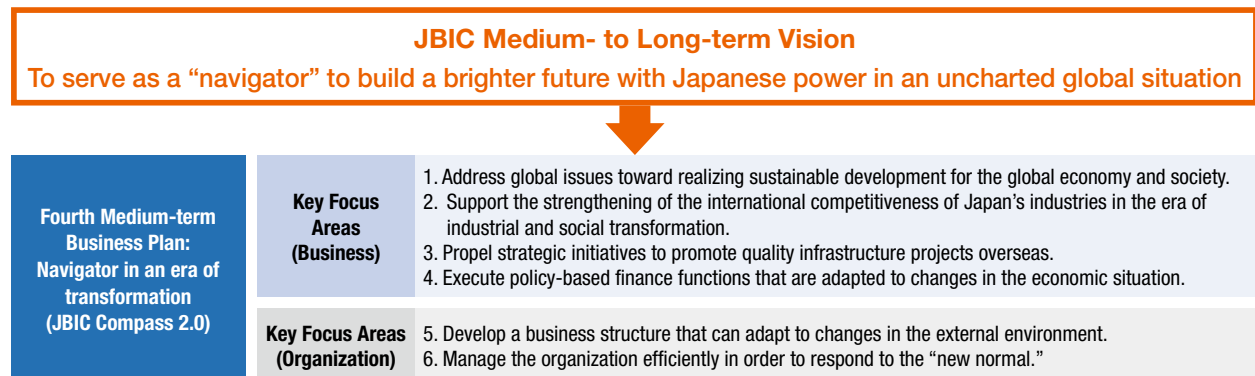 JBIC Medium- to Long-term Vision
To serve as a “navigator” to build a brighter future with Japanese power in an uncharted global situation
Fourth Medium-term
Business Plan:
Navigator in an era of
transformation
(JBIC Compass 2.0)
Key Focus
Areas
(Business)
1. Address global issues toward realizing sustainable development for the global economy and society.
2. Support the strengthening of the international competitiveness of Japan’s industries in the era of
industrial and social transformation.
3. Propel strategic initiatives to promote quality infrastructure projects overseas.
4. Execute policy-based finance functions that are adapted to changes in the economic situation.
Key Focus Areas
(Organization)
5. Develop a business structure that can adapt to changes in the external environment.
6. Manage the organization efficiently in order to respond to the “new normal.”